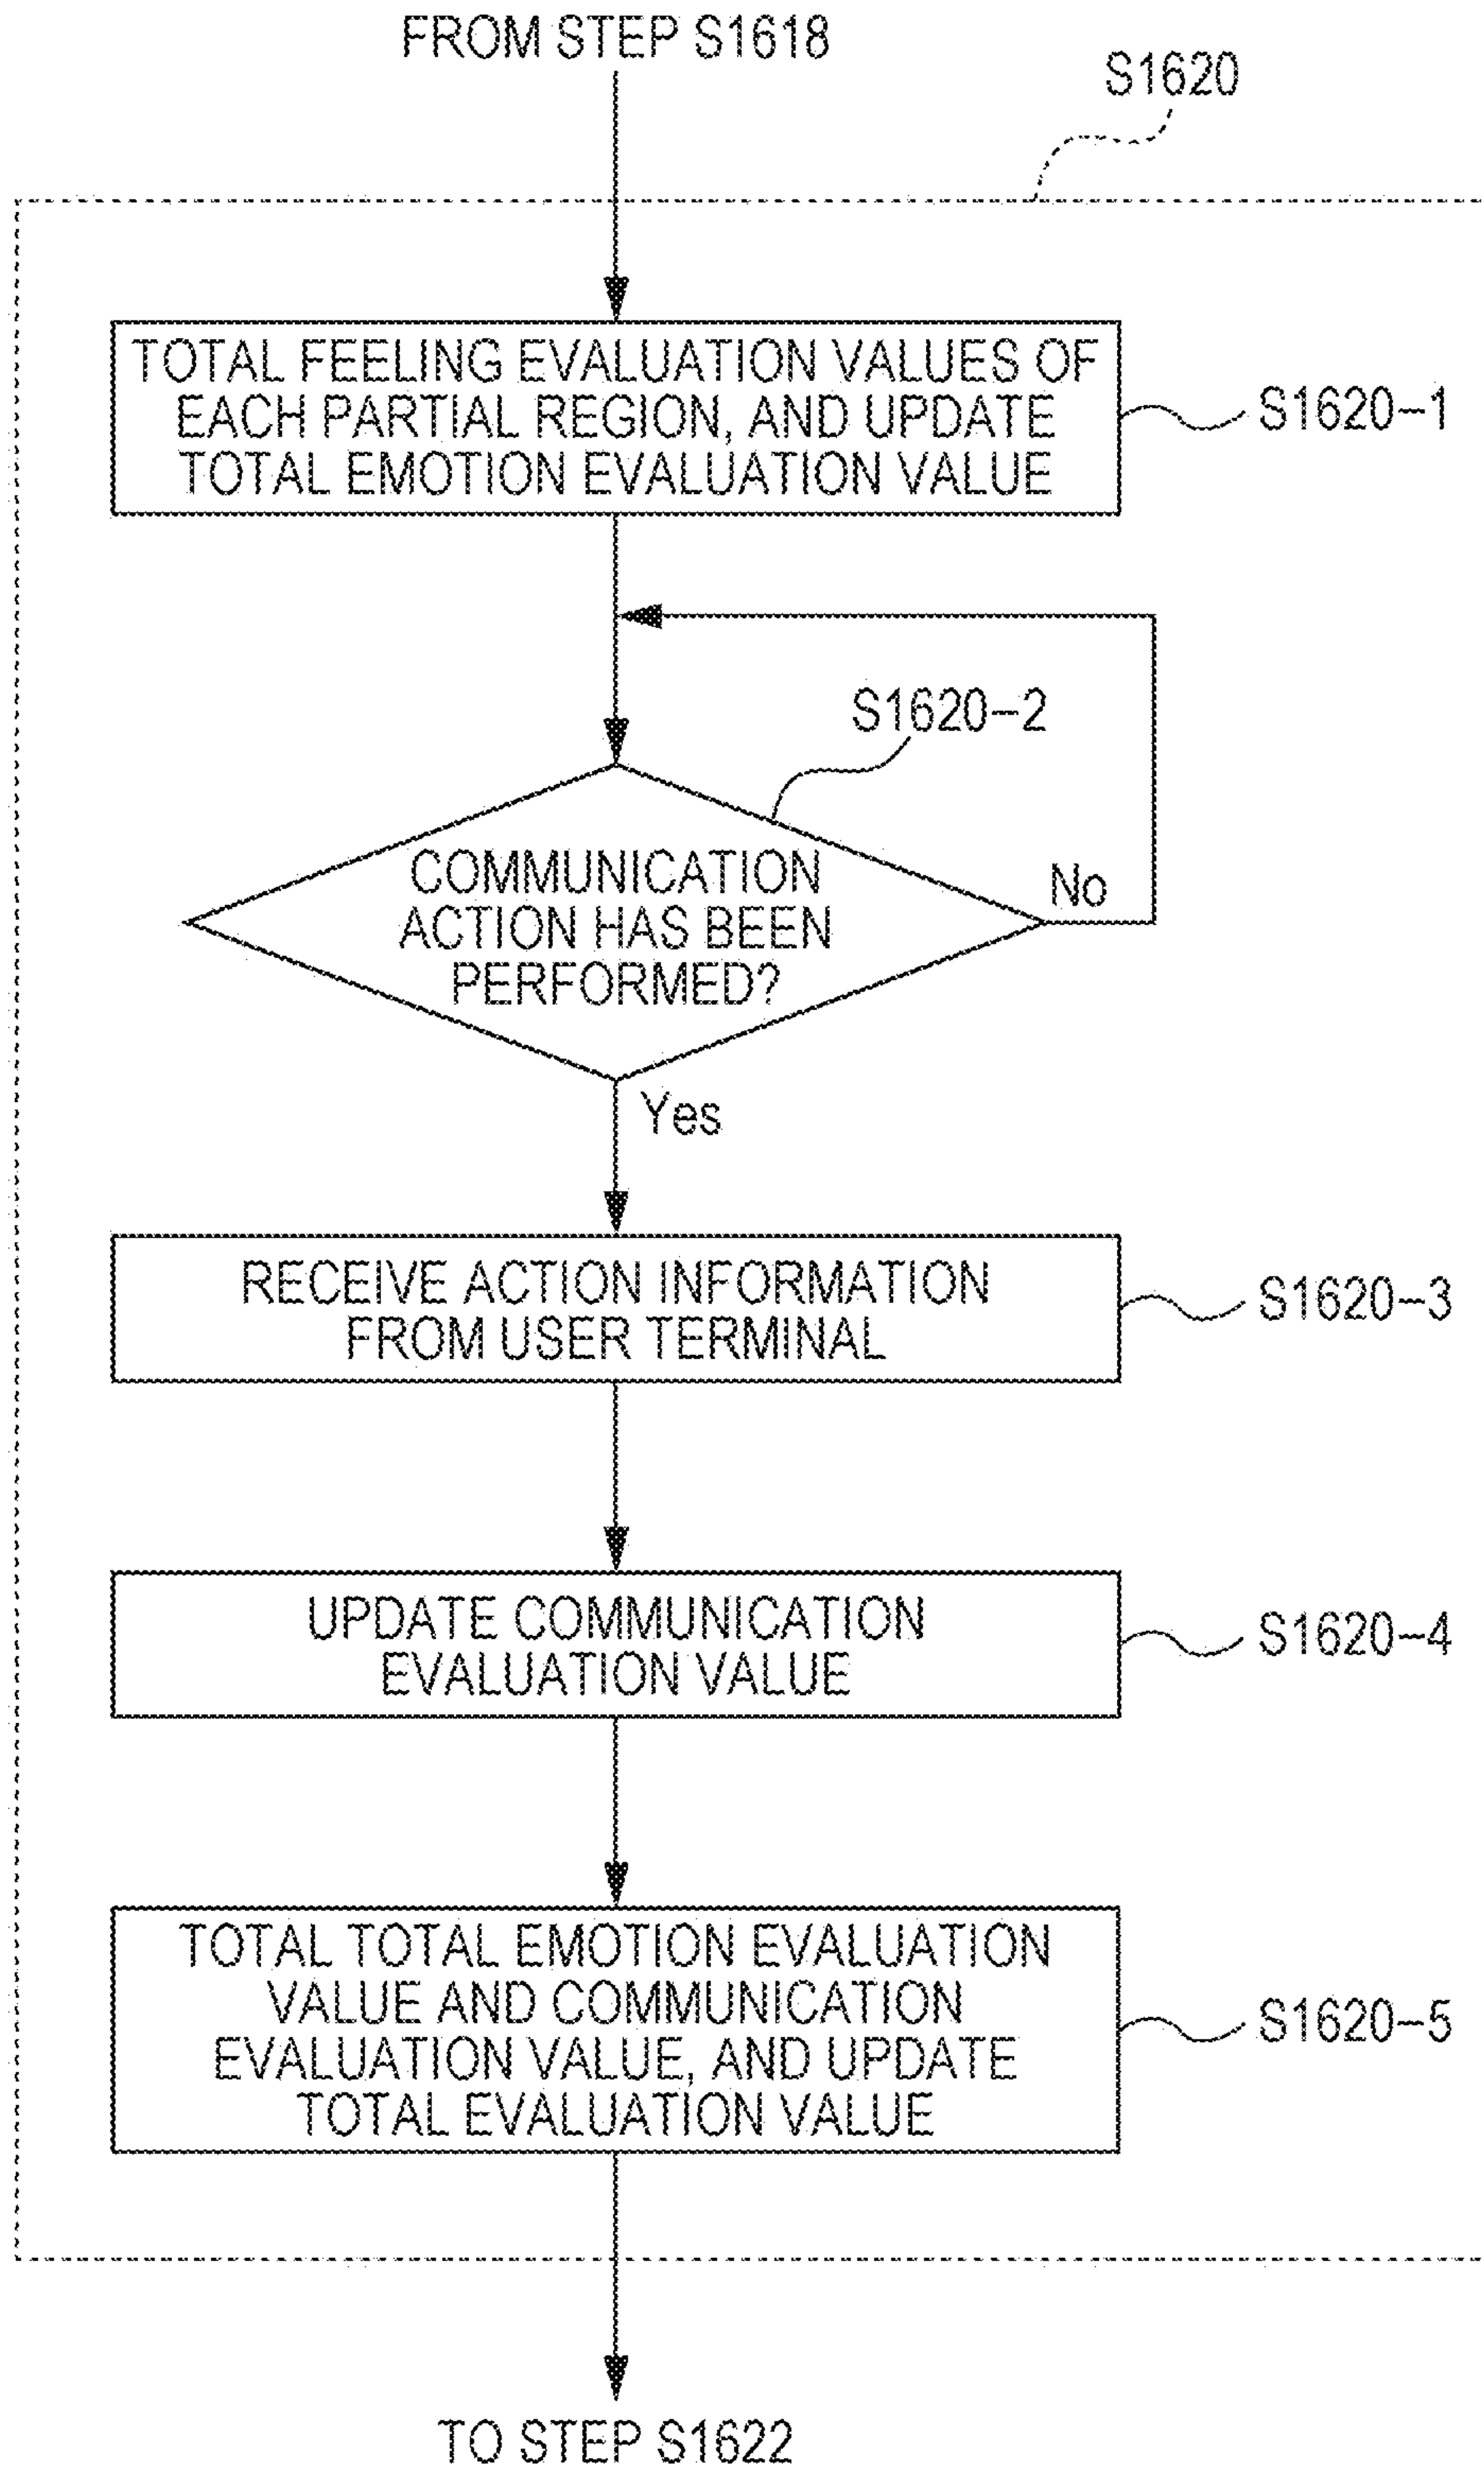 FROM STEP S1618
S1620
TOTAL FEELING EVALUATION VALUES OF
EACH PARTIAL REGION, AND UPDATE
TOTAL EMOTION EVALUATION VALUE
S1620-1
S1620-2
COMMUNICATION
ACTION HAS BEEN
PERFORMED?
No
Yes
RECEIVE ACTION INFORMATION
FROM USER TERMINAL
S1620-3
UPDATE COMMUNICATION
EVALUATION VALUE
S1620-4
TOTAL TOTAL EMOTION EVALUATION
VALUE AND COMMUNICATION
EVALUATION VALUE, AND UPDATE
TOTAL EVALUATION VALUE
S1620-5
TO STEP S1622